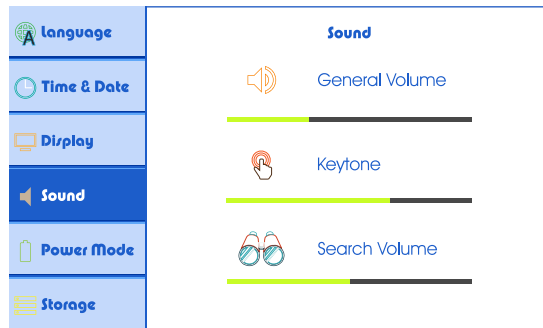 Language
Time & Date
Display
Sound
Power Mode
Storage
Sound
General Volume
Keytone
Search Volume